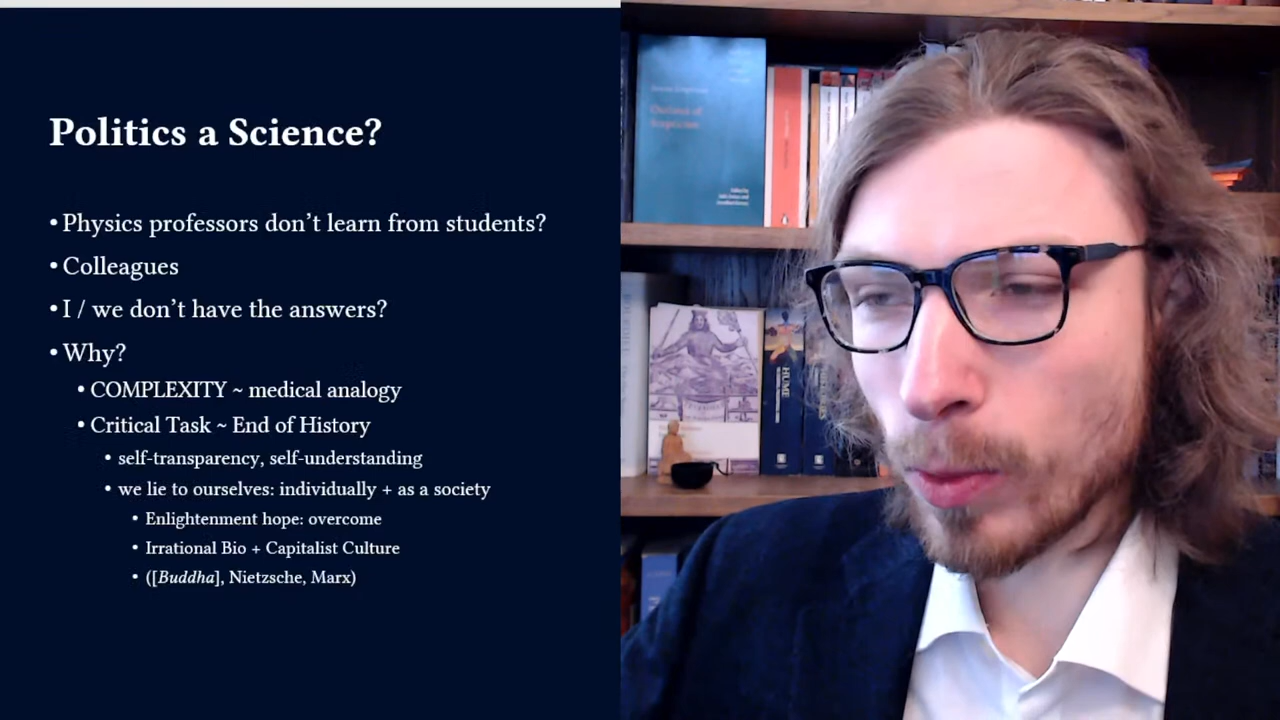 Politics a Science?
• Physics professors don’t learn from students?
• Colleagues
• I / we don’t have the answers?
• Why?
• COMPLEXITY ~ medical analogy
• Critical Task ~ End of History
• self-transparency, self-understanding
• we lie to ourselves: individually + as a society
• Enlightenment hope: overcome
• Irrational Bio + Capitalist Culture
• ([Buddha], Nietzsche, Marx)
HUME